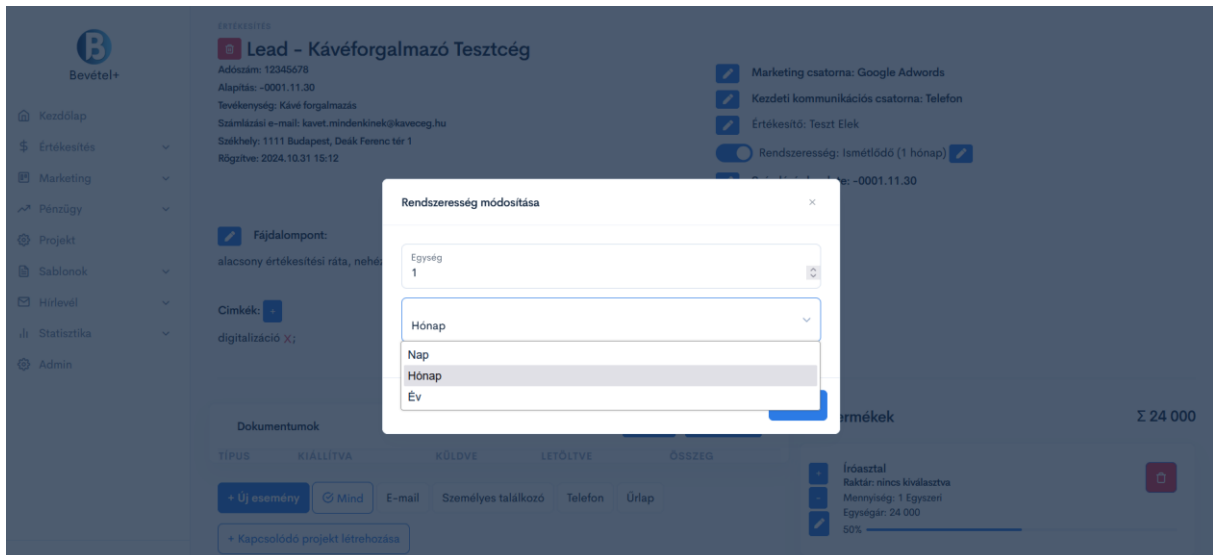 Bevétel+
Kezdőlap
Értékesítés
Marketing
Pénzügy
Projekt
Sablonok
Hírlevél
Statisztika
Admin
ÉRTÉKESÍTÉS
Lead - Kávéforgalmazó Tesztcég
Adószám: 12345678
Alapítás: -0001.11.30
Tevékenység: Kávé forgalmazás
Számlázási e-mail: kavet.mindenkinek@kaveceg.hu
Székhely: 1111 Budapest, Deák Ferenc tér 1
Rögzítve: 2024.10.31 15:12
Marketing csatorna: Google Adwords
Kezdeti kommunikációs csatorna: Telefon
Értékesítő: Teszt Elek
Rendszeresség: Ismétlődő (1 hónap)
-0001.11.30
Fájdalompont:
alacsony értékesítési ráta,
Címkék: +
digitalizáció X;
Rendszeresség módosítása
×
Egység
1
Hónap
Nap
Hónap
Év
Dokumentumok
TÍPUS KIÁLLÍTVA KÜLDVE LETÖLTVE ÖSSZEG
+ Új esemény Mind E-mail Személyes találkozó Telefon Űrlap
+ Kapcsolódó projekt létrehozása
Σ 24 000
Íróasztal
Raktár: nincs kiválasztva
Mennyiség: 1 Egyszeri
Egységár: 24 000
50%